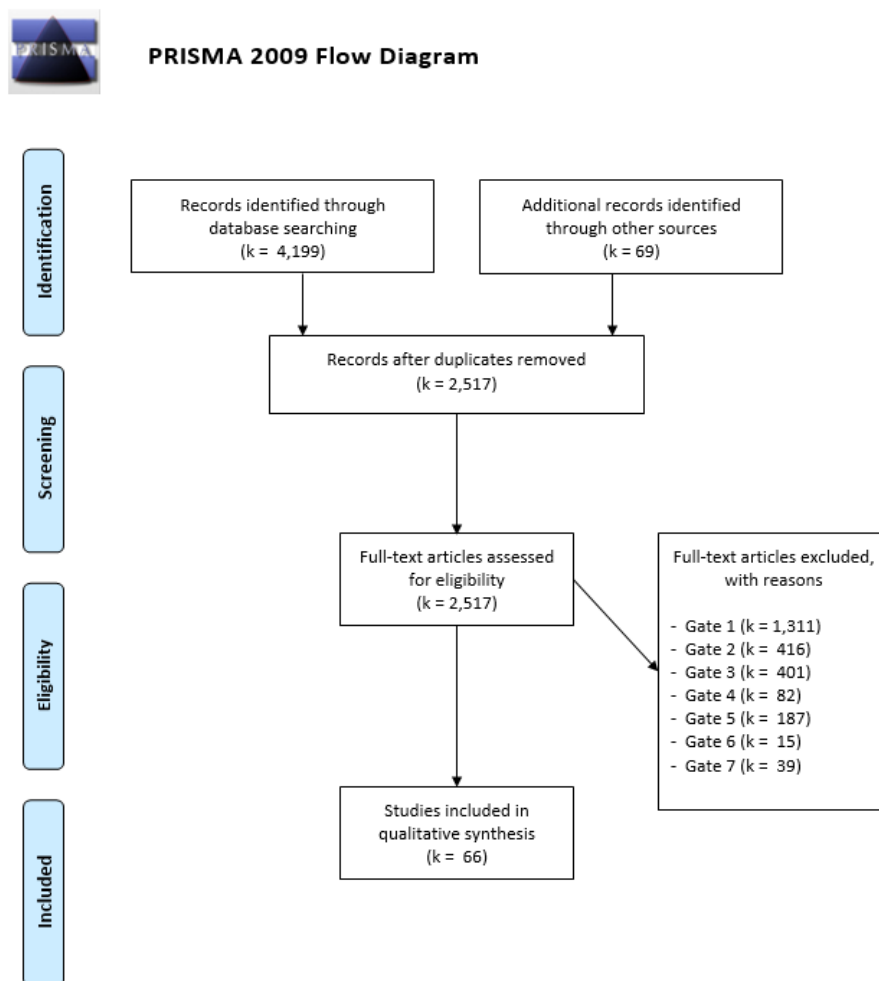 PRISMA
PRISMA 2009 Flow Diagram
Identification
Records identified through
database searching
(k =  4,199)
Additional records identified
through other sources
(k = 69)
Records after duplicates removed
(k = 2,517)
Screening
Full-text articles assessed
for eligibility
(k = 2,517)
Full-text articles excluded,
with reasons
- Gate 1 (k = 1,311)
- Gate 2 (k =  416)
- Gate 3 (k =  401)
- Gate 4 (k =  82)
- Gate 5 (k =  187)
- Gate 6 (k =  15)
- Gate 7 (k =  39)
Eligibility
Studies included in
qualitative synthesis
(k =  66)
Included